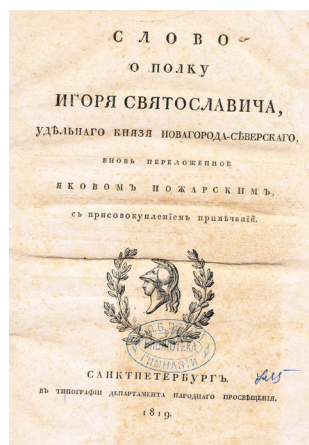 СЛОВО
О ПОЛКУ
ИГОРЯ СВЯТОСЛАВИЧА,
УДѢЛЬНАГО КНЯЗЯ НОВАГОРОДА-СѢВЕРСКАГО,
ВНОВЬ ПЕРЕЛОЖЕННОЕ
ЯКОВОМЪ ПОЖАРСКИМЪ,
съ присовокупленіемъ примѣчаній.
БИБЛІОТЕКА
ГИМНАЗІИ
САНКТПЕТЕРБУРГЪ.
ВЪ ТИПОГРАФІИ ДЕПАРТАМЕНТА НАРОДНАГО ПРОСВѢЩЕНІЯ.
1819.